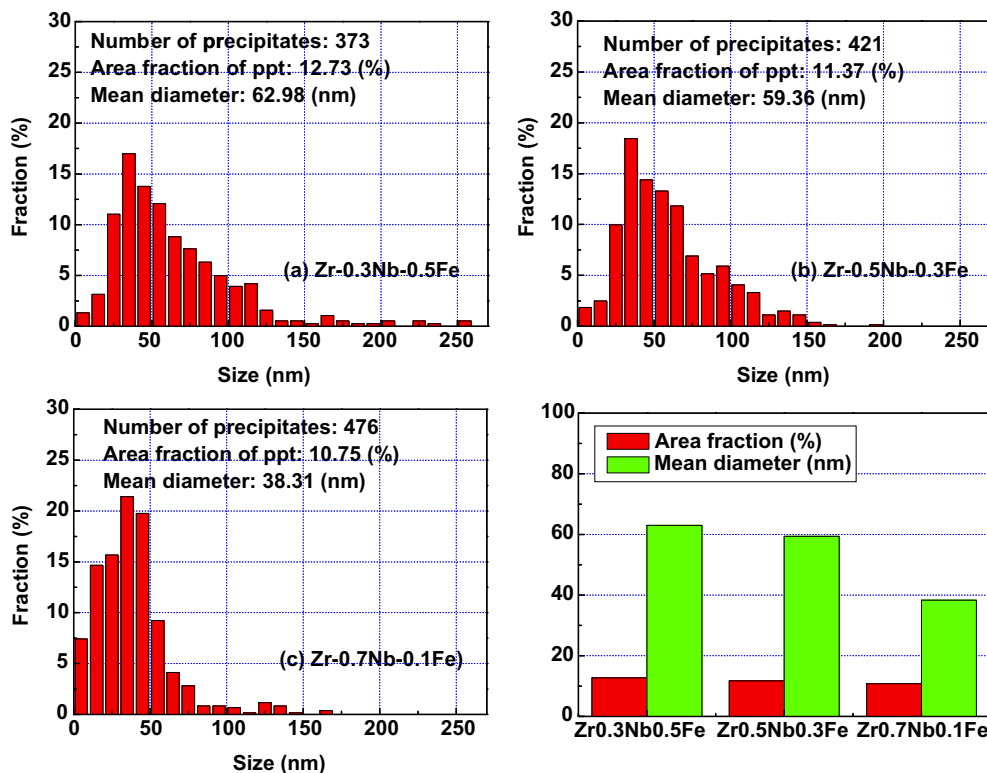 30
25
20
15
10
5
0
Fraction (%)
Number of precipitates: 373
Area fraction of ppt: 12.73 (%)
Mean diameter: 62.98 (nm)
(a) Zr-0.3Nb-0.5Fe
0 50 100 150 200 250
Size (nm)
30
25
20
15
10
5
0
Fraction (%)
Number of precipitates: 421
Area fraction of ppt: 11.37 (%)
Mean diameter: 59.36 (nm)
(b) Zr-0.5Nb-0.3Fe
0 50 100 150 200 250
Size (nm)
30
25
20
15
10
5
0
Fraction (%)
Number of precipitates: 476
Area fraction of ppt: 10.75 (%)
Mean diameter: 38.31 (nm)
(c) Zr-0.7Nb-0.1Fe)
0 50 100 150 200 250
Size (nm)
100
80
60
40
20
0
Area fraction (%)
Mean diameter (nm)
Zr0.3Nb0.5Fe Zr0.5Nb0.3Fe Zr0.7Nb0.1Fe